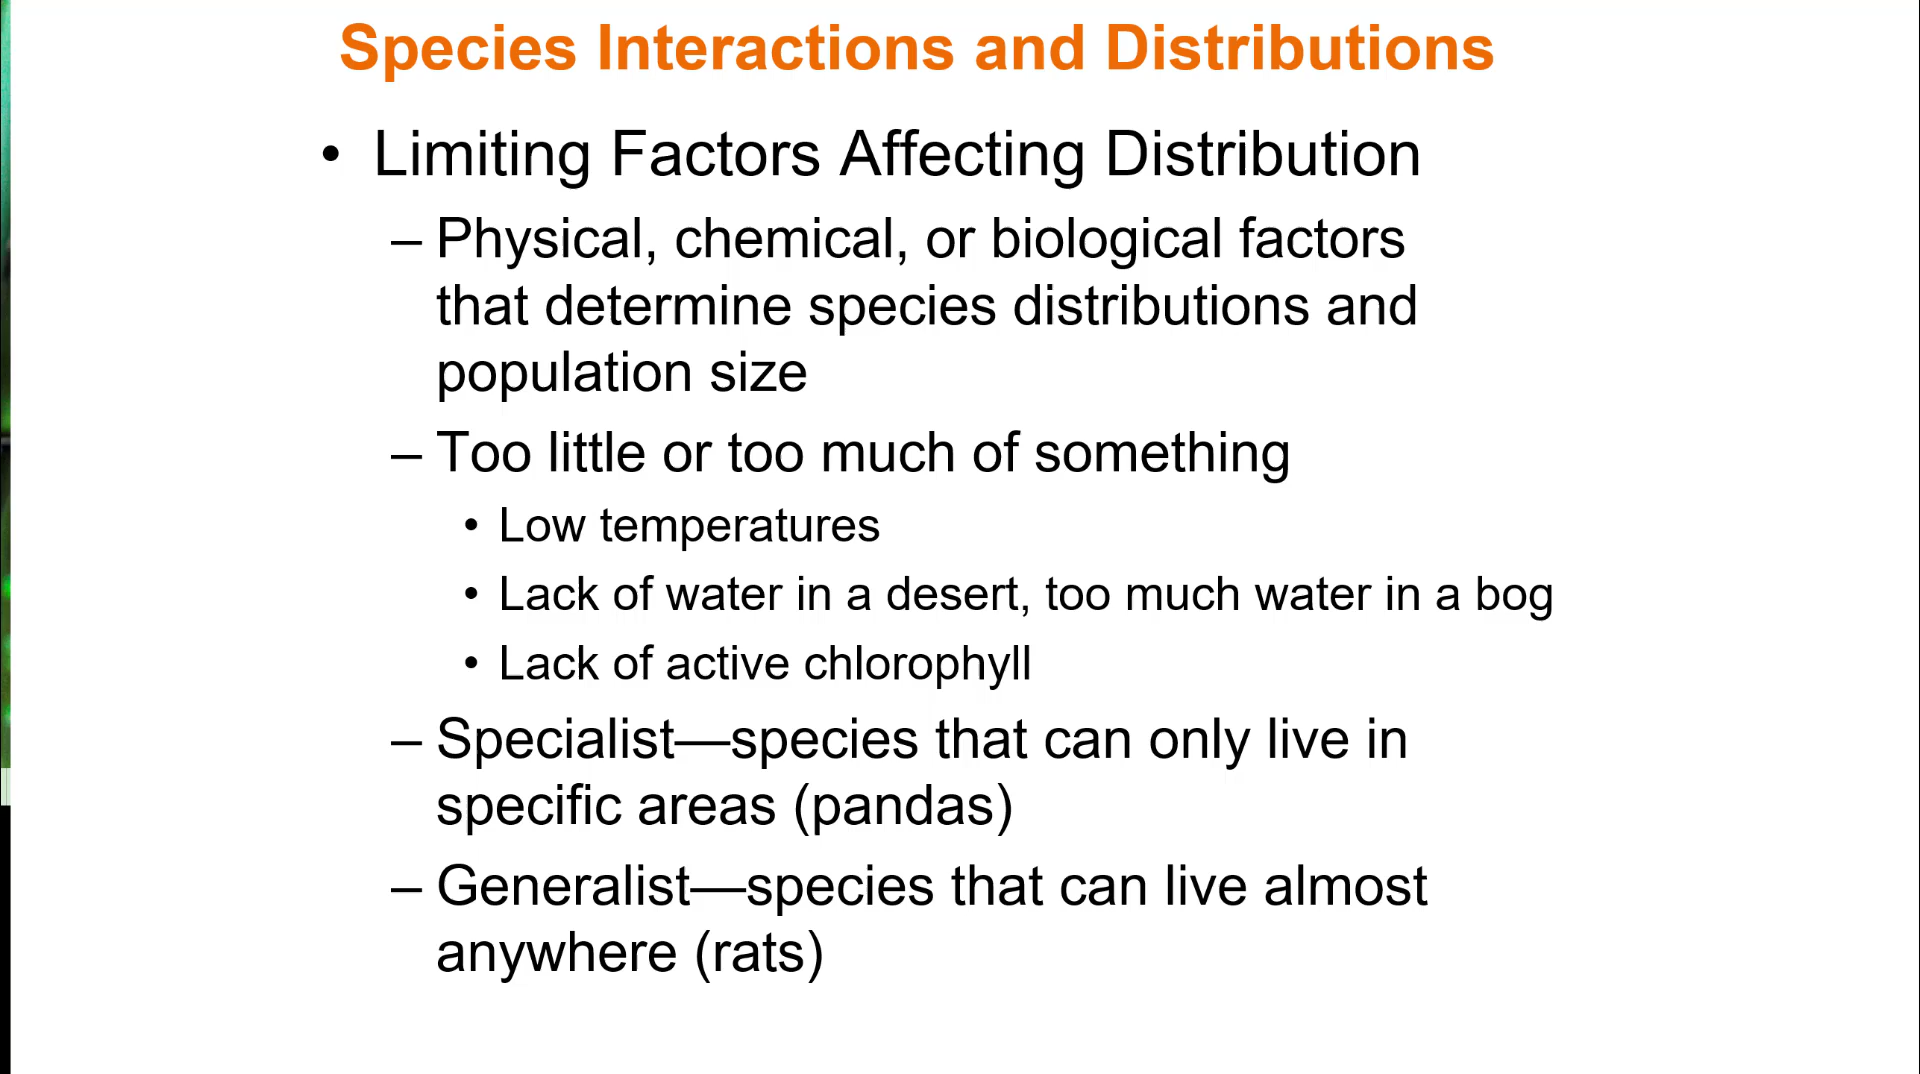 Species Interactions and Distributions
• Limiting Factors Affecting Distribution
– Physical, chemical, or biological factors
that determine species distributions and
population size
– Too little or too much of something
• Low temperatures
• Lack of water in a desert, too much water in a bog
• Lack of active chlorophyll
– Specialist—species that can only live in
specific areas (pandas)
– Generalist—species that can live almost
anywhere (rats)